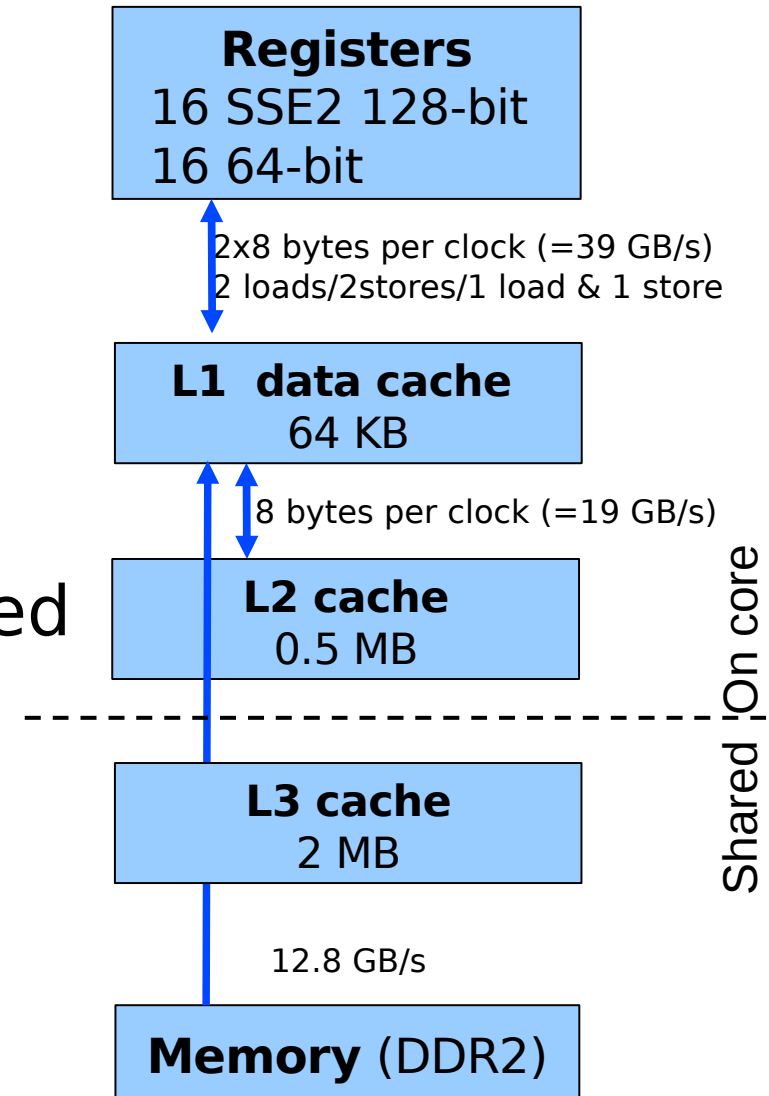 Registers
16 SSE2 128-bit
16 64-bit
2x8 bytes per clock (=39 GB/s)
2 loads/2stores/1 load & 1 store
L1  data cache
64 KB
8 bytes per clock (=19 GB/s)
ed
L2 cache
0.5 MB
On core
Shared
L3 cache
2 MB
12.8 GB/s
Memory (DDR2)